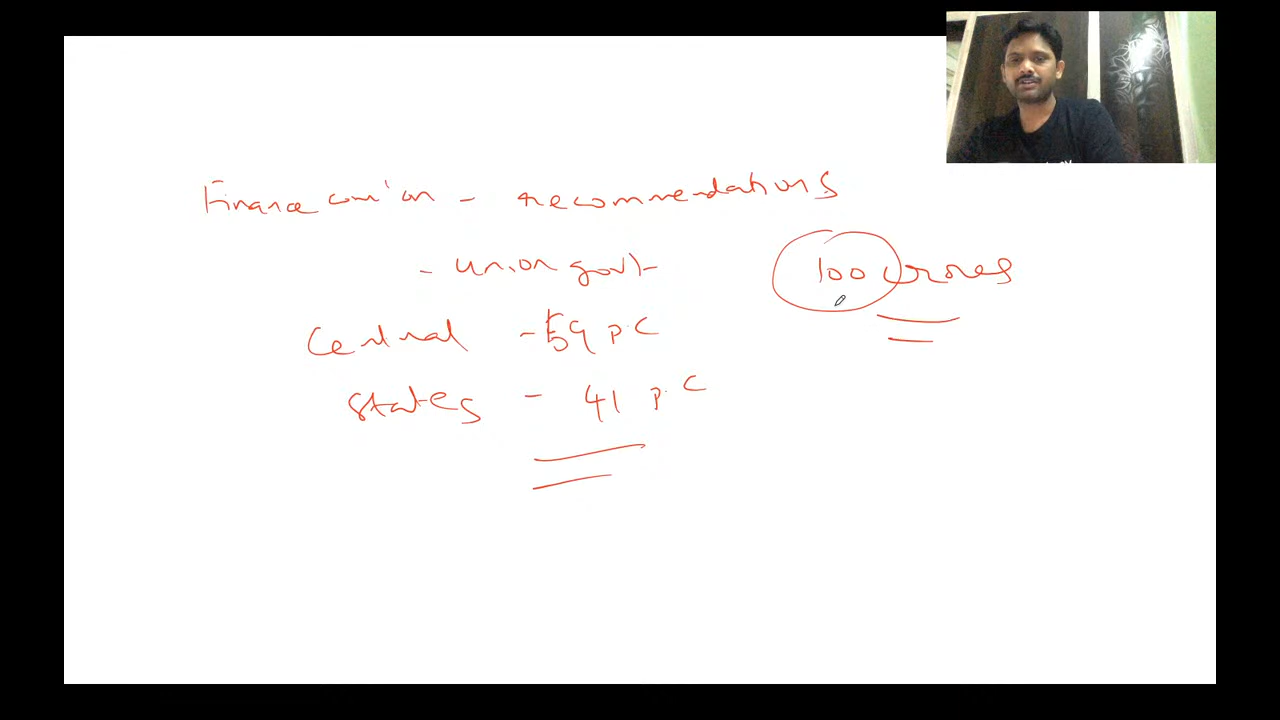 Finance com'on - recommendations
- union govt
100 crores
Central - 59 p.c
states - 41 p.c